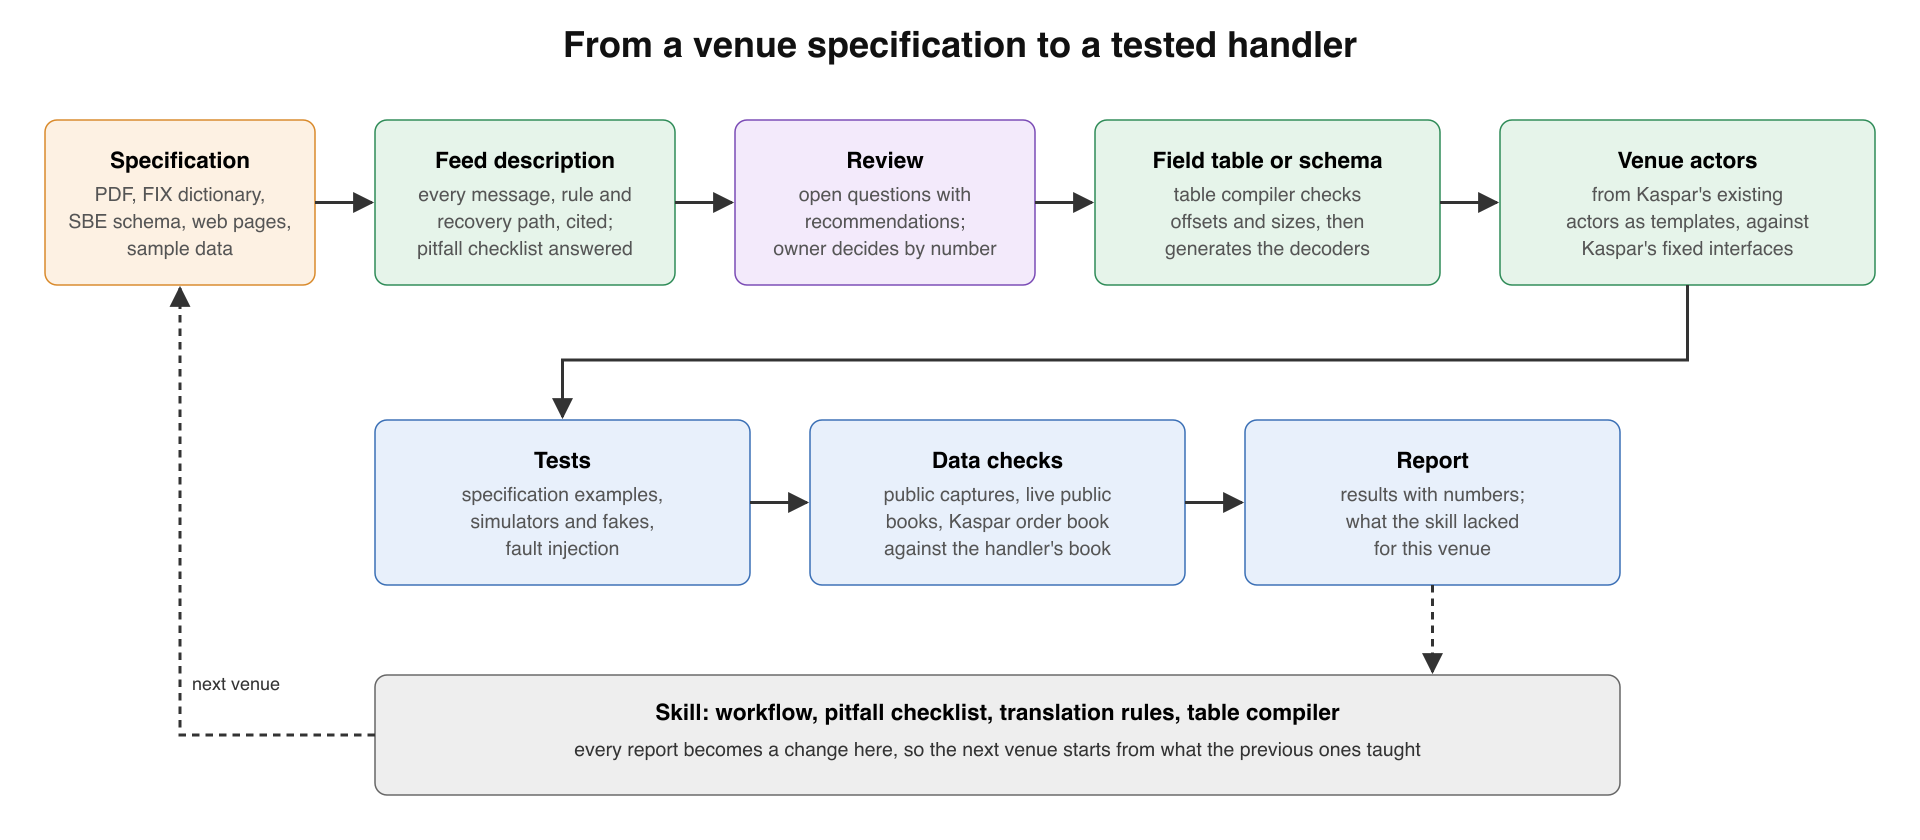 From a venue specification to a tested handler
Specification
PDF, FIX dictionary,
SBE schema, web pages,
sample data
Feed description
every message, rule and
recovery path, cited;
pitfall checklist answered
Review
open questions with
recommendations;
owner decides by number
Field table or schema
table compiler checks
offsets and sizes, then
generates the decoders
Venue actors
from Kaspar's existing
actors as templates, against
Kaspar's fixed interfaces
Tests
specification examples,
simulators and fakes,
fault injection
Data checks
public captures, live public
books, Kaspar order book
against the handler's book
Report
results with numbers;
what the skill lacked
for this venue
next venue
Skill: workflow, pitfall checklist, translation rules, table compiler
every report becomes a change here, so the next venue starts from what the previous ones taught